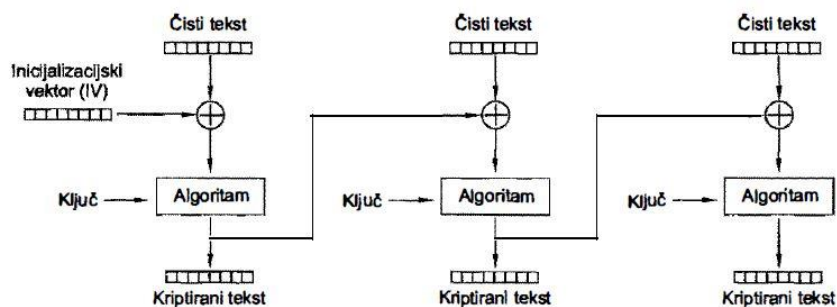 Čisti tekst
Čisti tekst
Čisti tekst
Inicijalizacijski
vektor (IV)
Ključ
Algoritam
Ključ
Algoritam
Ključ
Algoritam
Kriptirani tekst
Kriptirani tekst
Kriptirani tekst